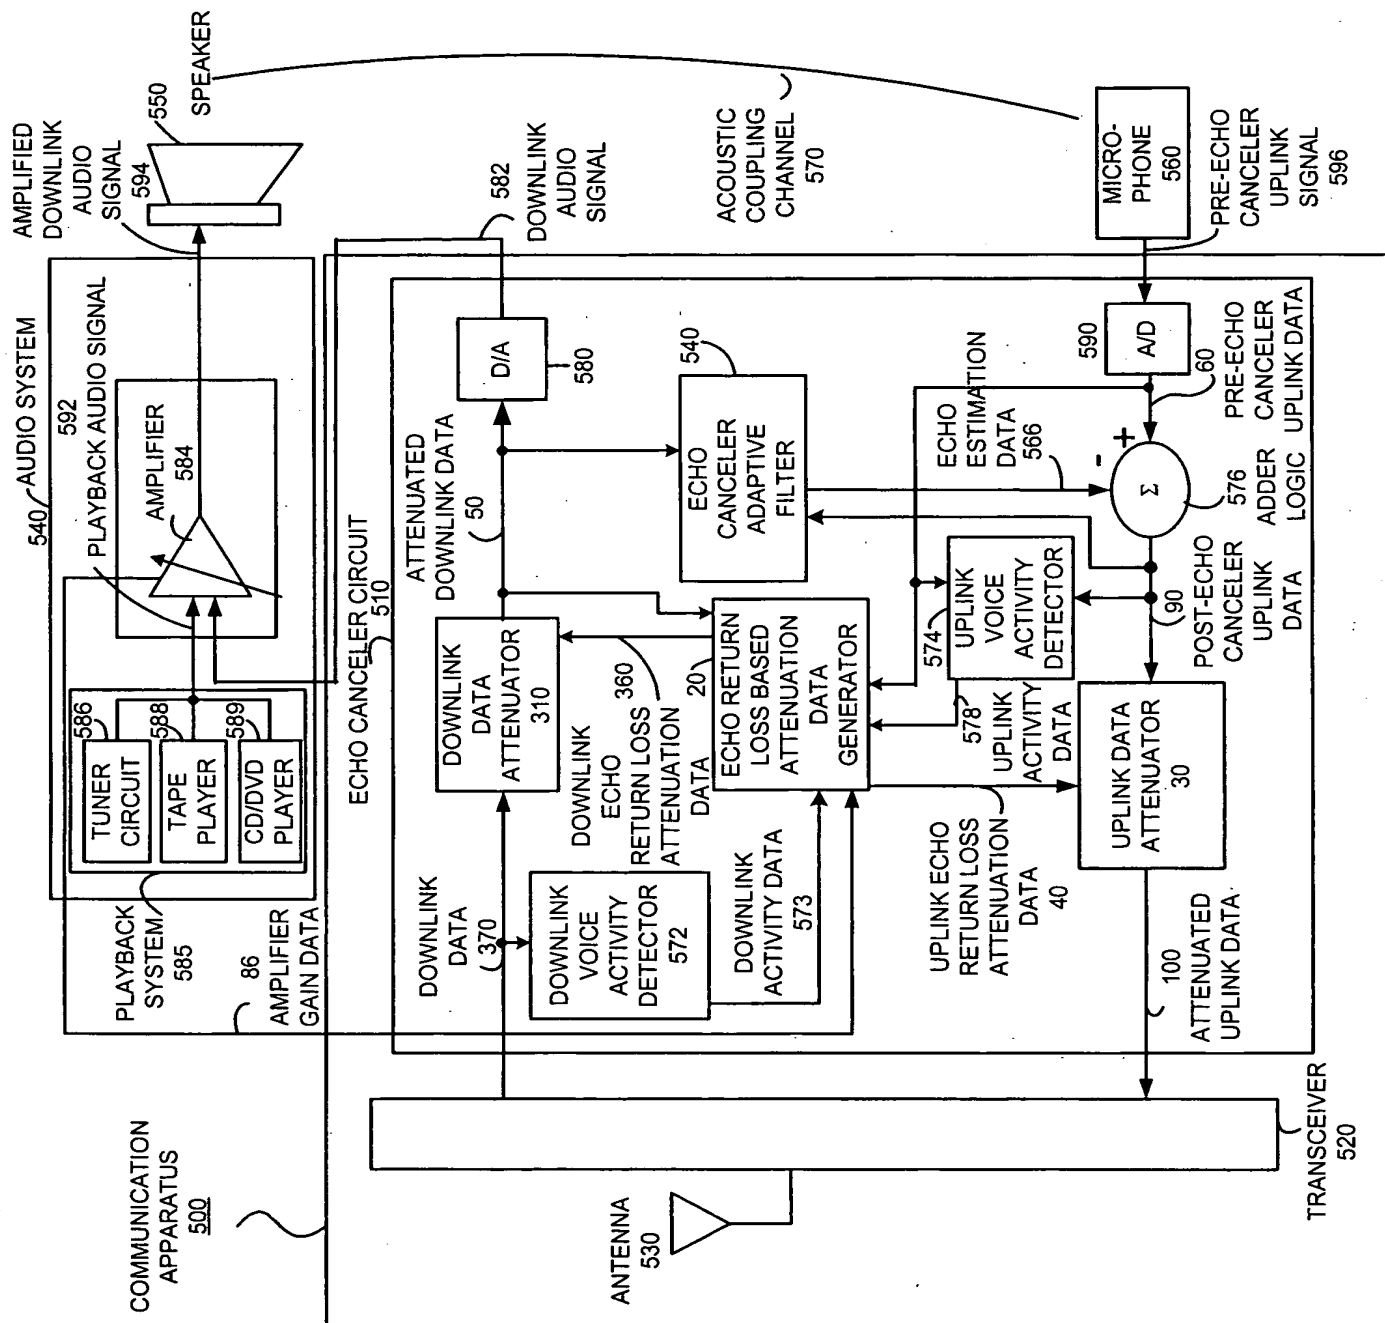 COMMUNICATION
APPARATUS
500
ANTENNA
530
TRANSCEIVER
520
540
AUDIO SYSTEM
592
PLAYBACK AUDIO SIGNAL
AMPLIFIER
584
586
TUNER
CIRCUIT
588
TAPE
PLAYER
589
CD/DVD
PLAYER
PLAYBACK
SYSTEM
585
86
AMPLIFIER
GAIN DATA
AMPLIFIED
DOWNLINK
AUDIO
SIGNAL
594
550
SPEAKER
582
DOWNLINK
AUDIO
SIGNAL
ACOUSTIC
COUPLING
CHANNEL
570
MICRO-
PHONE
560
PRE-ECHO
CANCELER
UPLINK
SIGNAL
596
ECHO CANCELER CIRCUIT
510
DOWNLINK
DATA
370
DOWNLINK
VOICE
ACTIVITY
DETECTOR
572
DOWNLINK
ACTIVITY DATA
573
DOWNLINK
DATA
ATTENUATOR
310
DOWNLINK
ECHO
RETURN LOSS
ATTENUATION
DATA
360
ATTENUATED
DOWNLINK DATA
50
D/A
580
20
ECHO RETURN
LOSS BASED
ATTENUATION
DATA
GENERATOR
540
ECHO
CANCELER
ADAPTIVE
FILTER
ECHO
ESTIMATION
DATA
566
590
A/D
60
PRE-ECHO
CANCELER
UPLINK DATA
-
+
Σ
576
ADDER
LOGIC
574
UPLINK
VOICE
ACTIVITY
DETECTOR
578
UPLINK
ACTIVITY
DATA
90
POST-ECHO
CANCELER
UPLINK
DATA
UPLINK DATA
ATTENUATOR
30
UPLINK ECHO
RETURN LOSS
ATTENUATION
DATA
40
100
ATTENUATED
UPLINK DATA